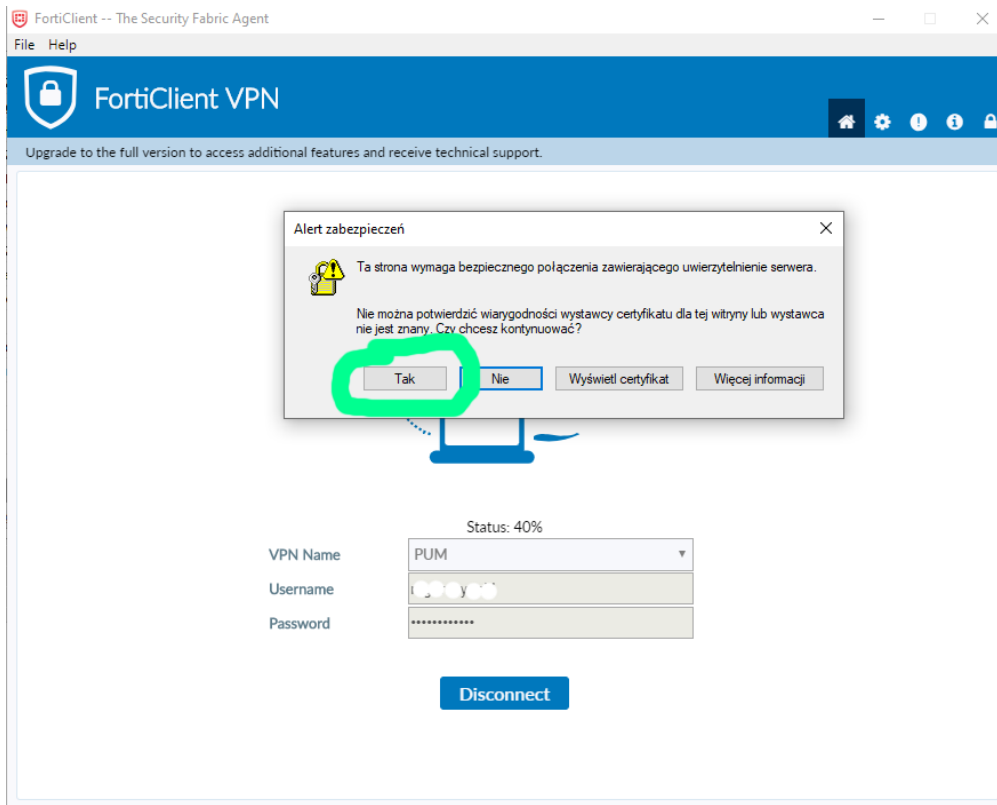 FortiClient -- The Security Fabric Agent
File Help
FortiClient VPN
Upgrade to the full version to access additional features and receive technical support.
Alert zabezpieczeń
Ta strona wymaga bezpiecznego połączenia zawierającego uwierzytelnienie serwera.
Nie można potwierdzić wiarygodności wystawcy certyfikatu dla tej witryny lub wystawca
nie jest znany. Czy chcesz kontynuować?
Tak Nie Wyświetl certyfikat Więcej informacji
Status: 40%
VPN Name PUM
Username
Password ••••••••••••
Disconnect